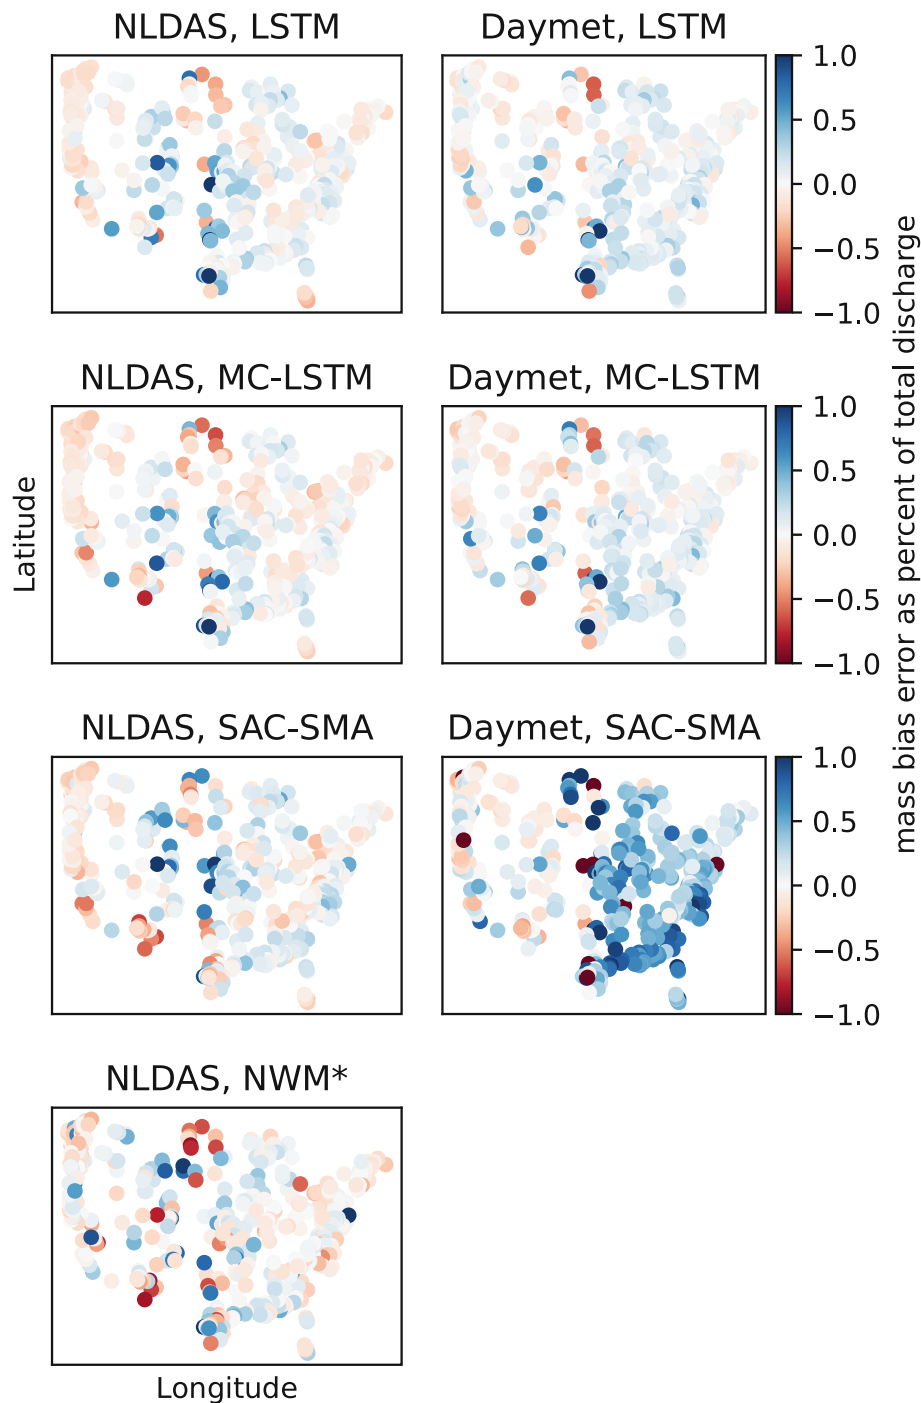 NLDAS, LSTM
Daymet, LSTM
1.0
0.5
0.0
−0.5
−1.0
NLDAS, MC-LSTM
Daymet, MC-LSTM
1.0
0.5
0.0
−0.5
−1.0
Latitude
mass bias error as percent of total discharge
NLDAS, SAC-SMA
Daymet, SAC-SMA
1.0
0.5
0.0
−0.5
−1.0
NLDAS, NWM*
Longitude